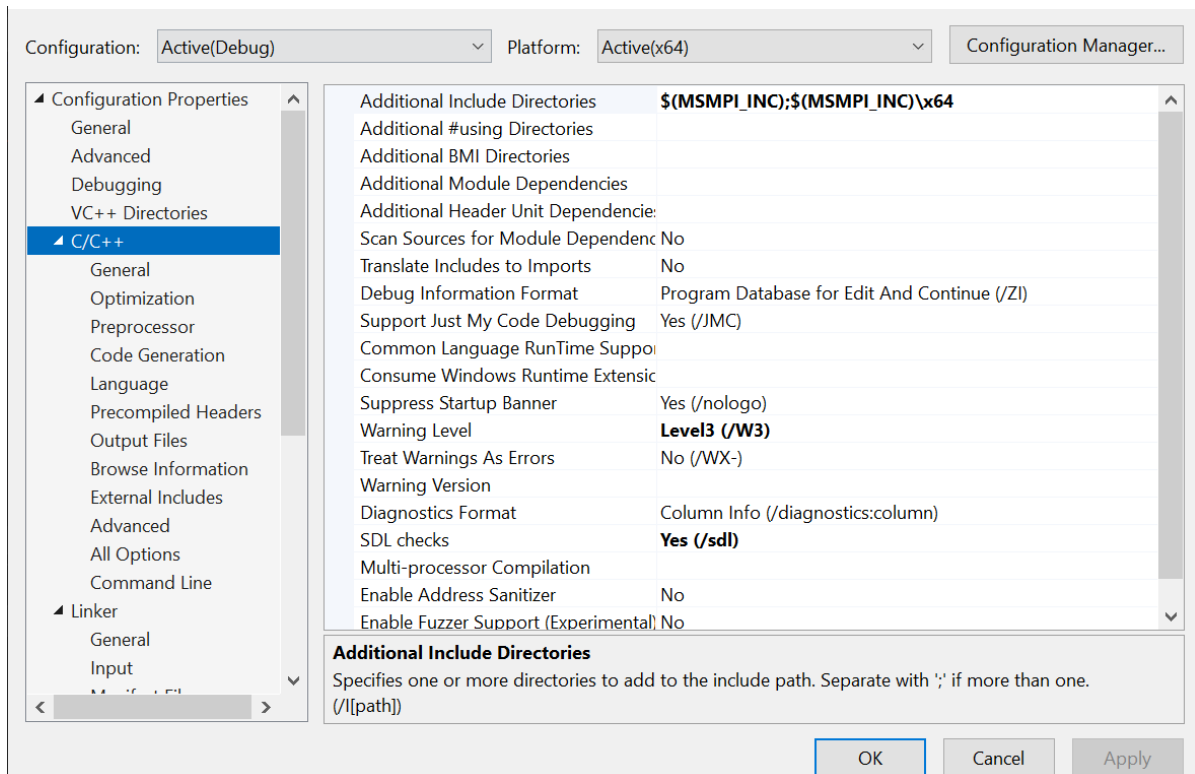 Configuration: Active(Debug) Platform: Active(x64) Configuration Manager...
Configuration Properties
General
Advanced
Debugging
VC++ Directories
C/C++
General
Optimization
Preprocessor
Code Generation
Language
Precompiled Headers
Output Files
Browse Information
External Includes
Advanced
All Options
Command Line
Linker
General
Input
Additional Include Directories $(MSMPI_INC);$(MSMPI_INC)\x64
Additional #using Directories
Additional BMI Directories
Additional Module Dependencies
Additional Header Unit Dependencie
Scan Sources for Module Dependenc No
Translate Includes to Imports No
Debug Information Format Program Database for Edit And Continue (/ZI)
Support Just My Code Debugging Yes (/JMC)
Common Language RunTime Suppo
Consume Windows Runtime Extensic
Suppress Startup Banner Yes (/nologo)
Warning Level Level3 (/W3)
Treat Warnings As Errors No (/WX-)
Warning Version
Diagnostics Format Column Info (/diagnostics:column)
SDL checks Yes (/sdl)
Multi-processor Compilation
Enable Address Sanitizer No
Enable Fuzzer Support (Experimental) No
Additional Include Directories
Specifies one or more directories to add to the include path. Separate with ';' if more than one.
(/I[path])
OK Cancel Apply